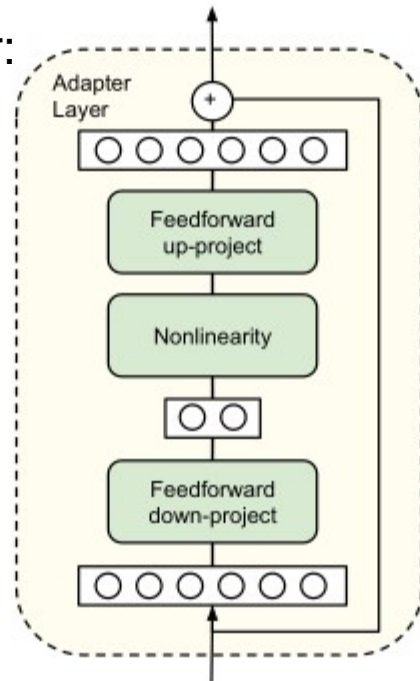 Adapter
Layer
+
Feedforward
up-project
Nonlinearity
Feedforward
down-project